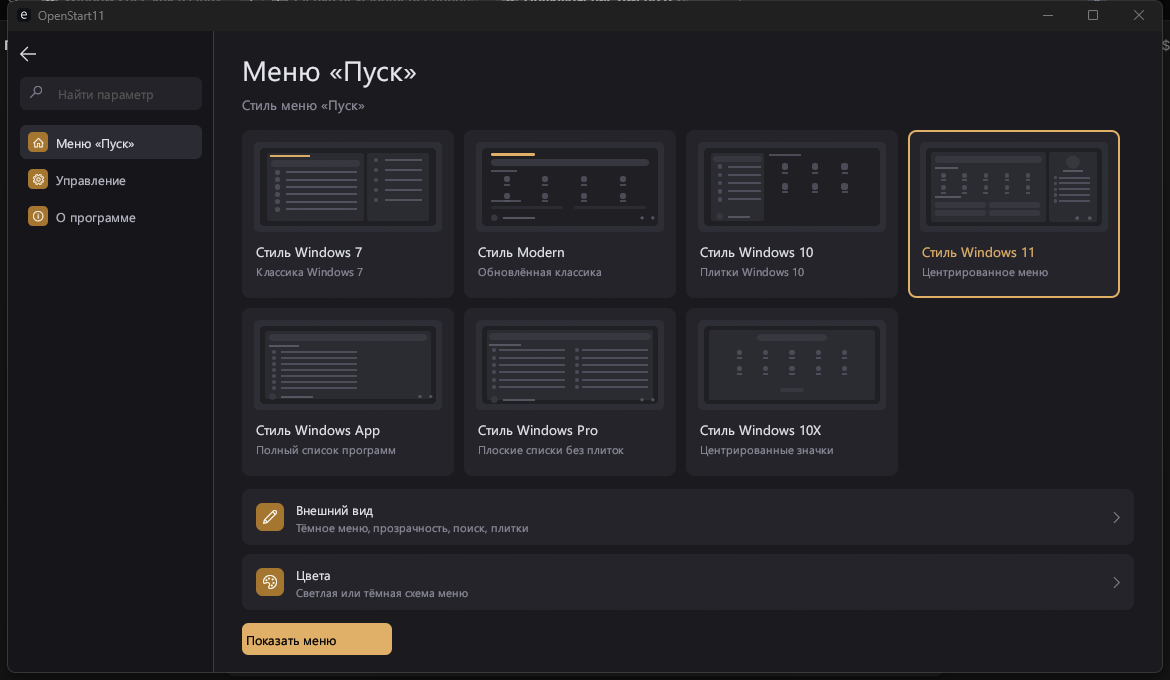 OpenStart11
Найти параметр
Меню «Пуск»
Управление
О программе
Меню «Пуск»
Стиль меню «Пуск»
Стиль Windows 7
Классика Windows 7
Стиль Modern
Обновлённая классика
Стиль Windows 10
Плитки Windows 10
Стиль Windows 11
Центрированное меню
Стиль Windows App
Полный список программ
Стиль Windows Pro
Плоские списки без плиток
Стиль Windows 10X
Центрированные значки
Внешний вид
Тёмное меню, прозрачность, поиск, плитки
Цвета
Светлая или тёмная схема меню
Показать меню